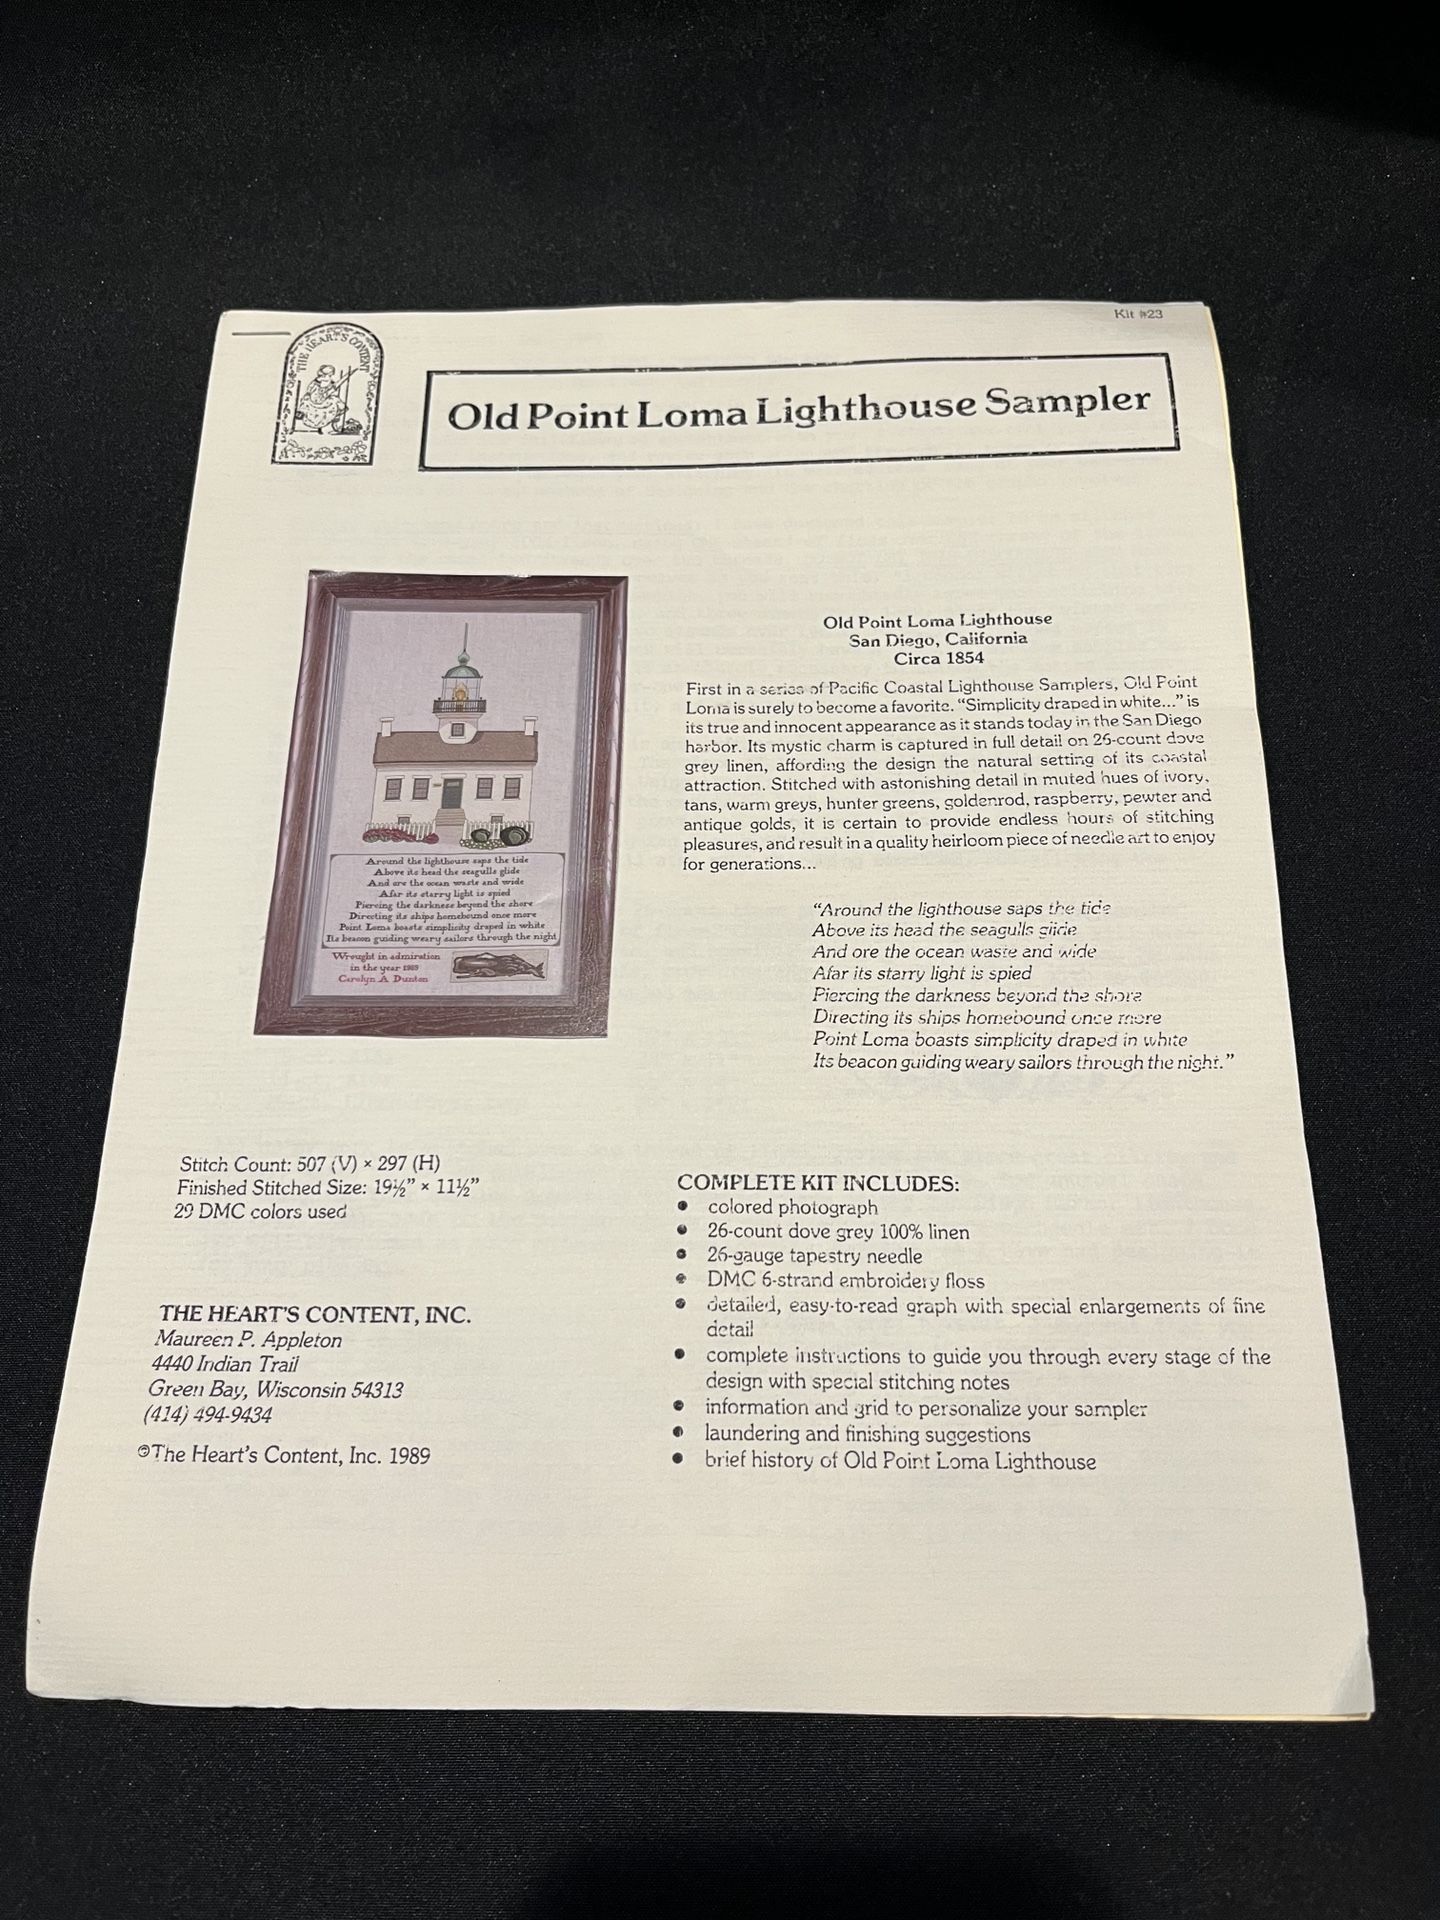 Kit #23
THE HEART'S CONTENT
Old Point Loma Lighthouse Sampler
Around the lighthouse saps the tide
Above its head the seagulls glide
And ore the ocean waste and wide
Afar its starry light is spied
Piercing the darkness beyond the shore
Directing its ships homebound once more
Point Loma boasts simplicity draped in white
Its beacon guiding weary sailors through the night
Wrought in admiration
in the year 1989
Carolyn A Dunton
Old Point Loma Lighthouse
San Diego, California
Circa 1854
First in a series of Pacific Coastal Lighthouse Samplers, Old Point
Loma is surely to become a favorite. "Simplicity draped in white..." is
its true and innocent appearance as it stands today in the San Diego
harbor. Its mystic charm is captured in full detail on 26-count dove
grey linen, affording the design the natural setting of its coastal
attraction. Stitched with astonishing detail in muted hues of ivory,
tans, warm greys, hunter greens, goldenrod, raspberry, pewter and
antique golds, it is certain to provide endless hours of stitching
pleasures, and result in a quality heirloom piece of needle art to enjoy
for generations...
"Around the lighthouse saps the tide
Above its head the seagulls glide
And ore the ocean waste and wide
Afar its starry light is spied
Piercing the darkness beyond the shore
Directing its ships homebound once more
Point Loma boasts simplicity draped in white
Its beacon guiding weary sailors through the night."
Stitch Count: 507 (V) × 297 (H)
Finished Stitched Size: 19½" × 11½"
29 DMC colors used
THE HEART'S CONTENT, INC.
Maureen P. Appleton
4440 Indian Trail
Green Bay, Wisconsin 54313
(414) 494-9434
©The Heart's Content, Inc. 1989
COMPLETE KIT INCLUDES:
• colored photograph
• 26-count dove grey 100% linen
• 26-gauge tapestry needle
• DMC 6-strand embroidery floss
• detailed, easy-to-read graph with special enlargements of fine
detail
• complete instructions to guide you through every stage of the
design with special stitching notes
• information and grid to personalize your sampler
• laundering and finishing suggestions
• brief history of Old Point Loma Lighthouse